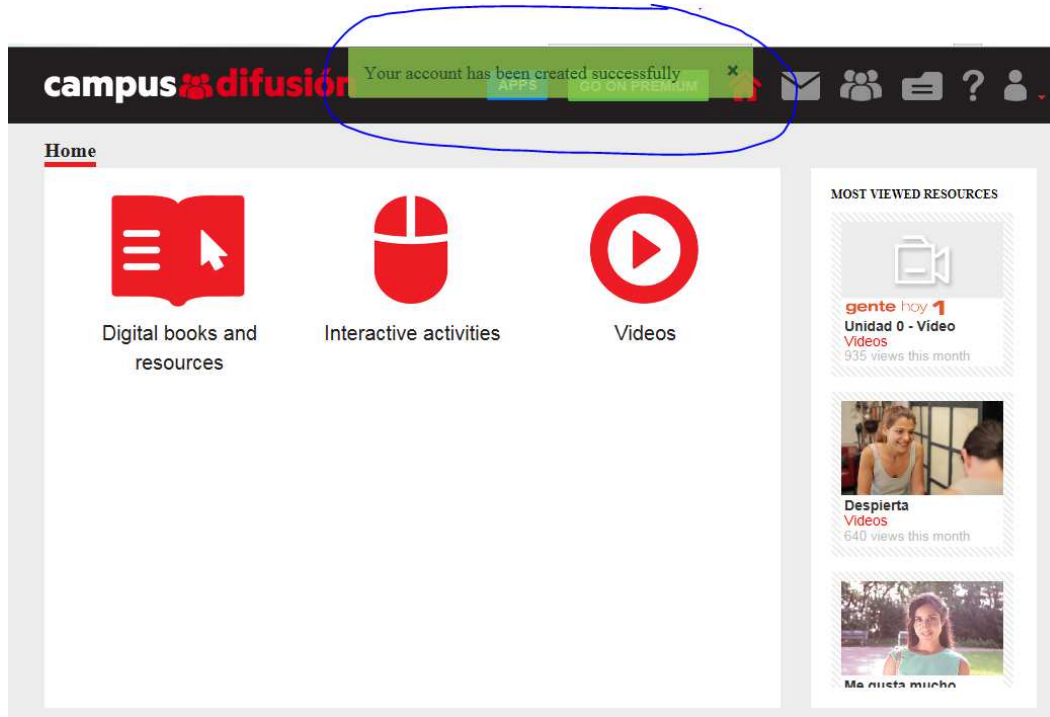 campus difusión
Your account has been created successfully ×
APPS
GO ON PREMIUM
?
Home
Digital books and
resources
Interactive activities
Videos
MOST VIEWED RESOURCES
gente hoy 1
Unidad 0 - Vídeo
Videos
935 views this month
Despierta
Videos
640 views this month
Me gusta mucho